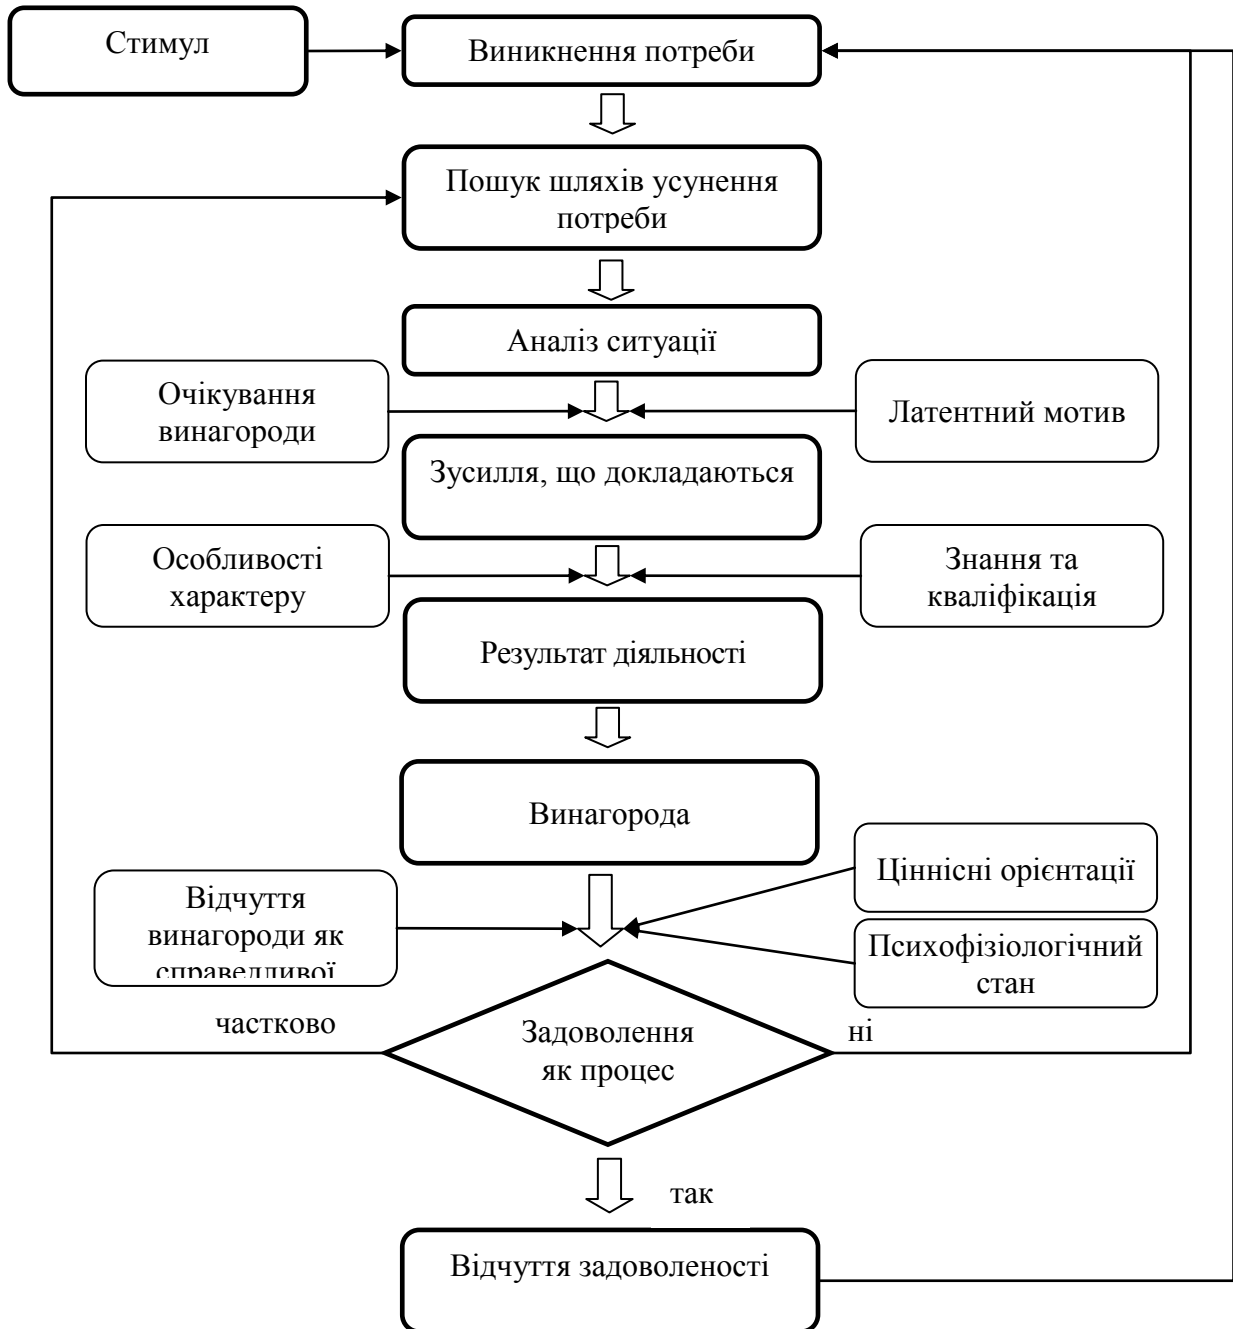 Стимул
Виникнення потреби
Пошук шляхів усунення
потреби
Аналіз ситуації
Очікування
винагороди
Латентний мотив
Зусилля, що докладаються
Особливості
характеру
Знання та
кваліфікація
Результат діяльності
Винагорода
Ціннісні орієнтації
Відчуття
винагороди як
справедливої
Психофізіологічний
стан
частково
Задоволення
як процес
ні
так
Відчуття задоволеності